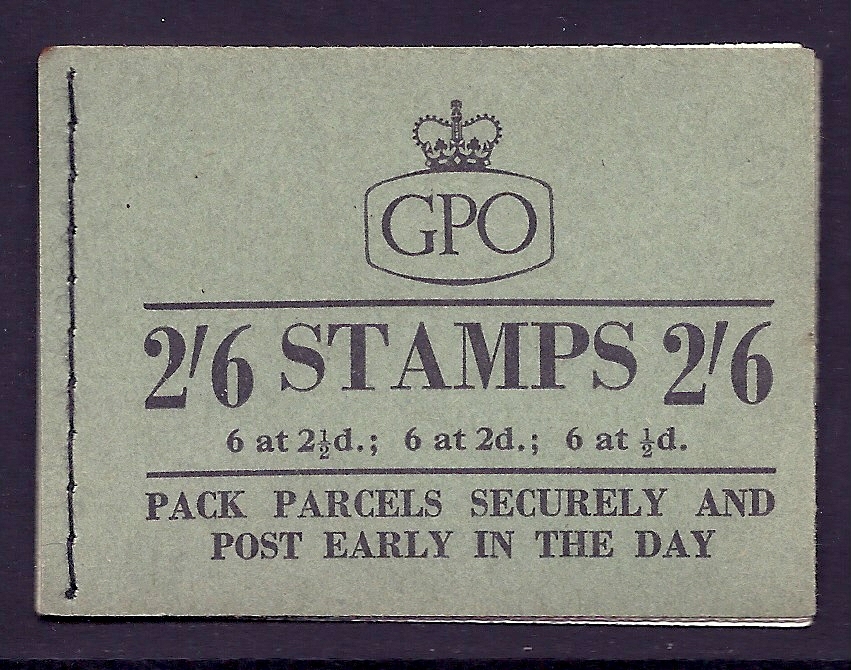 GPO
2'6 STAMPS 2'6
6 at 2½d.; 6 at 2d.; 6 at ½d.
PACK PARCELS SECURELY AND
POST EARLY IN THE DAY